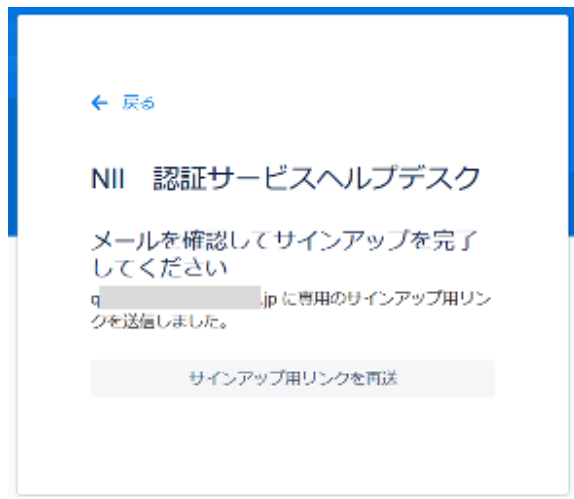 ← 戻る
NII　認証サービスヘルプデスク
メールを確認してサインアップを完了
してください
q .jp に専用のサインアップ用リン
クを送信しました。
サインアップ用リンクを再送